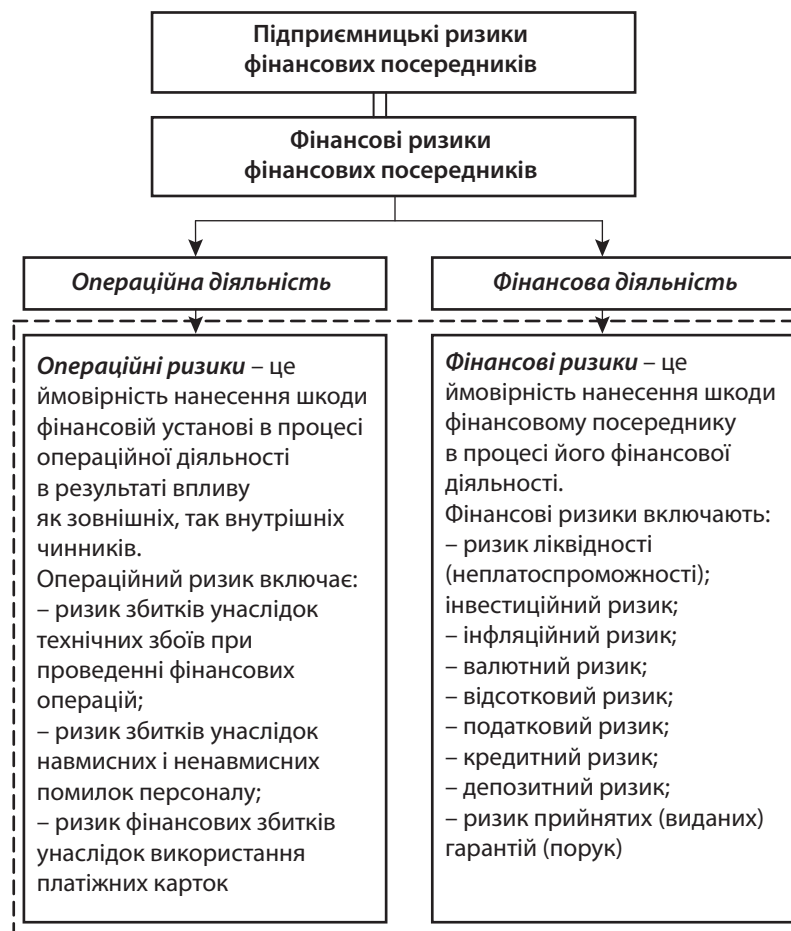 Підприємницькі ризики
фінансових посередників
Фінансові ризики
фінансових посередників
Операційна діяльність
Фінансова діяльність
Операційні ризики – це
ймовірність нанесення шкоди
фінансовій установі в процесі
операційної діяльності
в результаті впливу
як зовнішніх, так внутрішніх
чинників.
Операційний ризик включає:
– ризик збитків унаслідок
технічних збоїв при
проведенні фінансових
операцій;
– ризик збитків унаслідок
навмисних і ненавмисних
помилок персоналу;
– ризик фінансових збитків
унаслідок використання
платіжних карток
Фінансові ризики – це
ймовірність нанесення шкоди
фінансовому посереднику
в процесі його фінансової
діяльності.
Фінансові ризики включають:
– ризик ліквідності
(неплатоспроможності);
інвестиційний ризик;
– інфляційний ризик;
– валютний ризик;
– відсотковий ризик;
– податковий ризик;
– кредитний ризик;
– депозитний ризик;
– ризик прийнятих (виданих)
гарантій (порук)